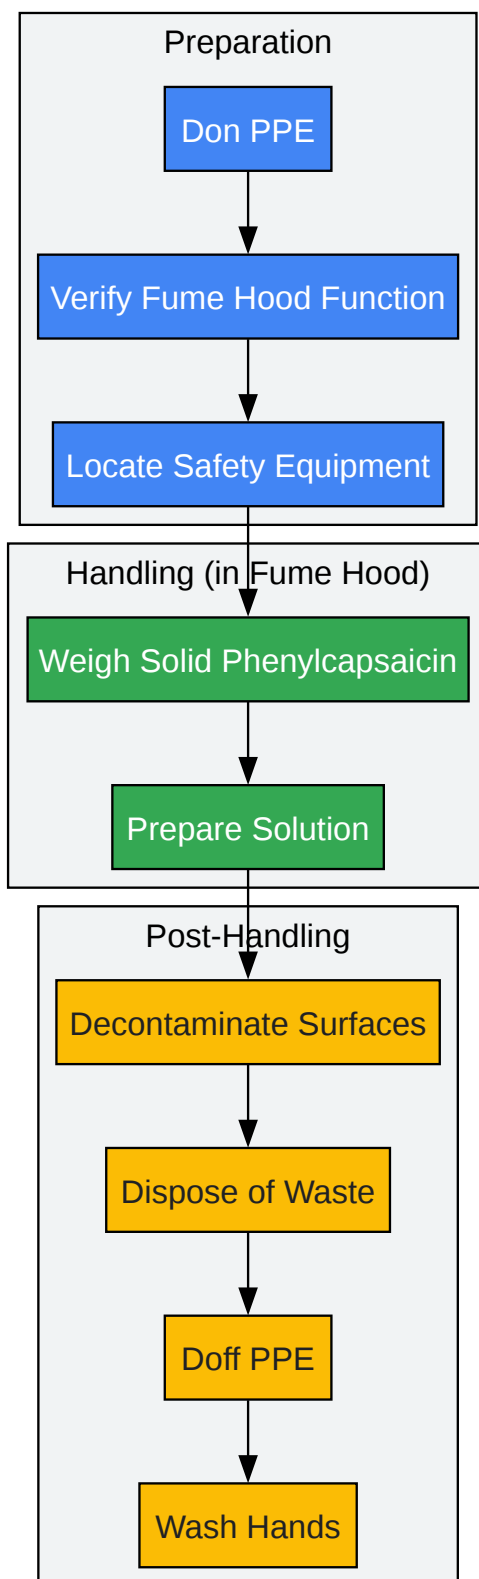 Preparation
Don PPE
Verify Fume Hood Function
Locate Safety Equipment
Handling (in Fume Hood)
Weigh Solid Phenylcapsaicin
Prepare Solution
Post-Handling
Decontaminate Surfaces
Dispose of Waste
Doff PPE
Wash Hands